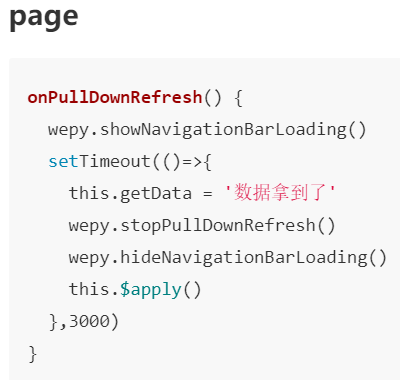 page
onPullDownRefresh() {
  wepy.showNavigationBarLoading()
  setTimeout(()=>{
    this.getData = '数据拿到了'
    wepy.stopPullDownRefresh()
    wepy.hideNavigationBarLoading()
    this.$apply()
  },3000)
}